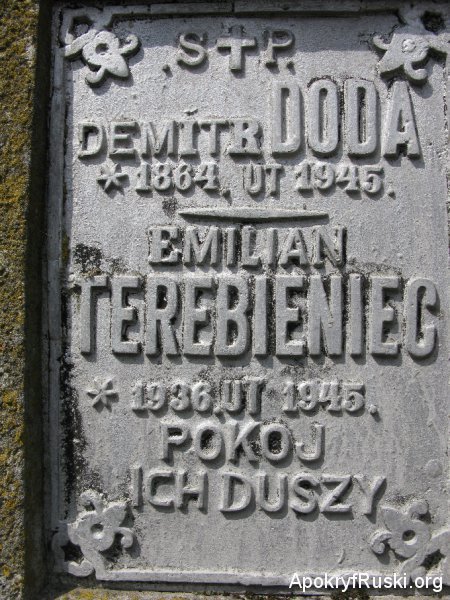 S + P.
DEMITR DODA
* 1864. UT 1945.
EMILIAN
TEREBIENIEC
* 1936. UT 1945.
POKOJ
ICH DUSZY
ApokryfRuski.org